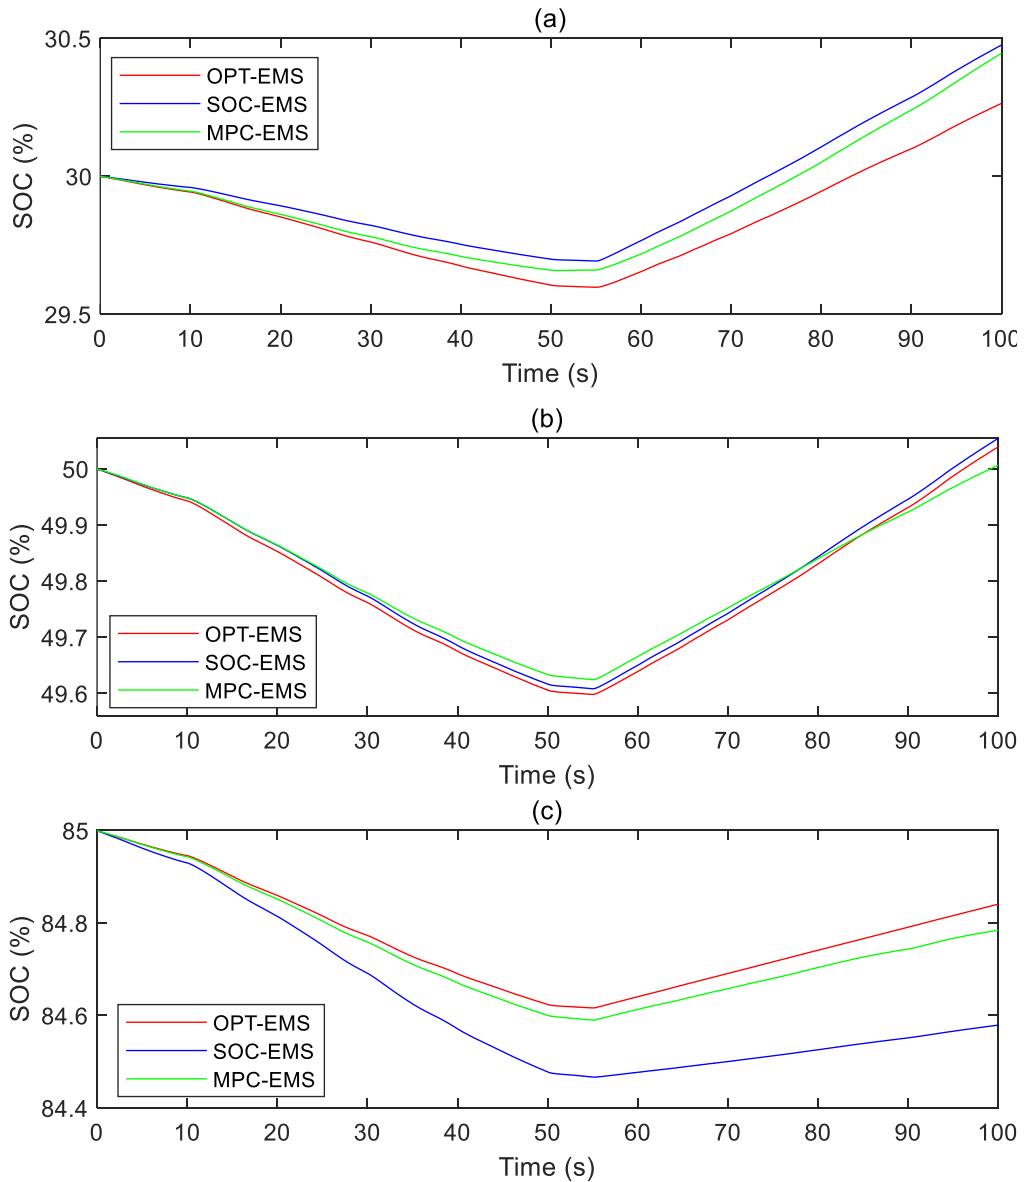 (a)
30.5
30
29.5
SOC (%)
OPT-EMS
SOC-EMS
MPC-EMS
0 10 20 30 40 50 60 70 80 90 100
Time (s)
(b)
50
49.9
49.8
49.7
49.6
SOC (%)
OPT-EMS
SOC-EMS
MPC-EMS
0 10 20 30 40 50 60 70 80 90 100
Time (s)
(c)
85
84.8
84.6
84.4
SOC (%)
OPT-EMS
SOC-EMS
MPC-EMS
0 10 20 30 40 50 60 70 80 90 100
Time (s)